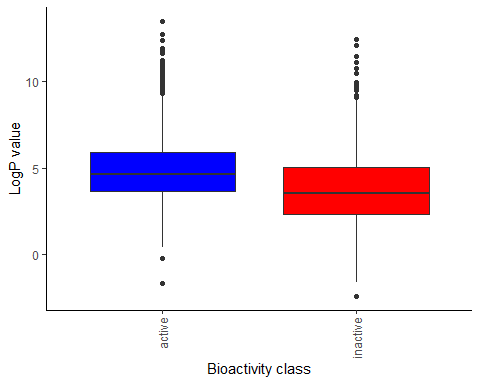 LogP value
10
5
0
active
inactive
Bioactivity class